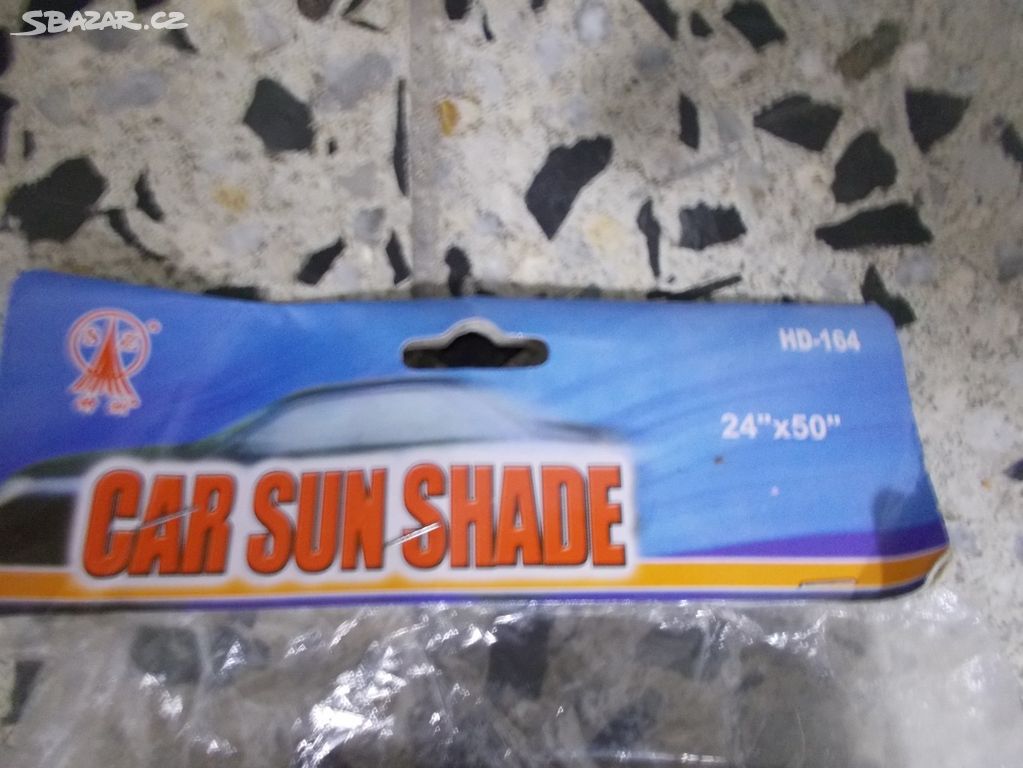 SBAZAR.CZ
HD-164
24"x50"
CAR SUN SHADE